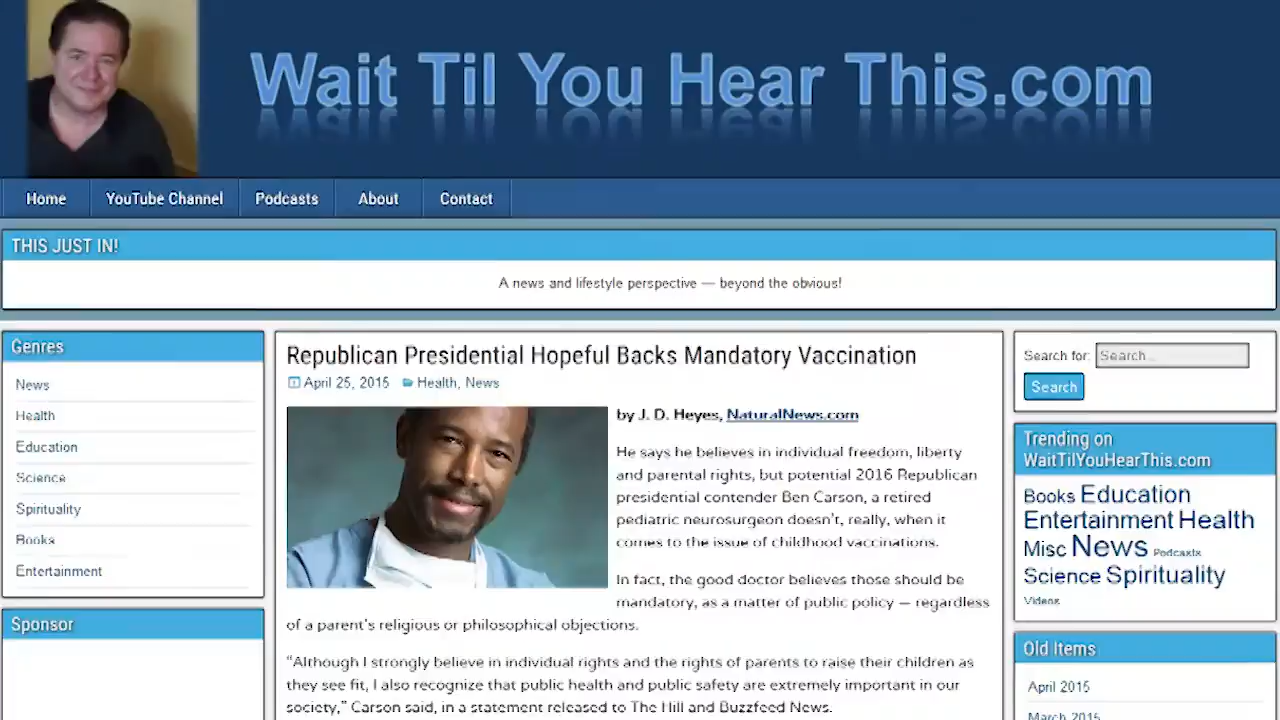 Wait Til You Hear This.com
Home
YouTube Channel
Podcasts
About
Contact
THIS JUST IN!
A news and lifestyle perspective — beyond the obvious!
Genres
News
Health
Education
Science
Spirituality
Books
Entertainment
Sponsor
Republican Presidential Hopeful Backs Mandatory Vaccination
April 25, 2015 Health, News
by J. D. Heyes, NaturalNews.com
He says he believes in individual freedom, liberty
and parental rights, but potential 2016 Republican
presidential contender Ben Carson, a retired
pediatric neurosurgeon doesn't, really, when it
comes to the issue of childhood vaccinations.
In fact, the good doctor believes those should be
mandatory, as a matter of public policy — regardless
of a parent's religious or philosophical objections.
“Although I strongly believe in individual rights and the rights of parents to raise their children as
they see fit, I also recognize that public health and public safety are extremely important in our
society,” Carson said, in a statement released to The Hill and Buzzfeed News.
Search for: Search...
Search
Trending on
WaitTilYouHearThis.com
Books Education
Entertainment Health
Misc News Podcasts
Science Spirituality
Videos
Old Items
April 2015
March 2015